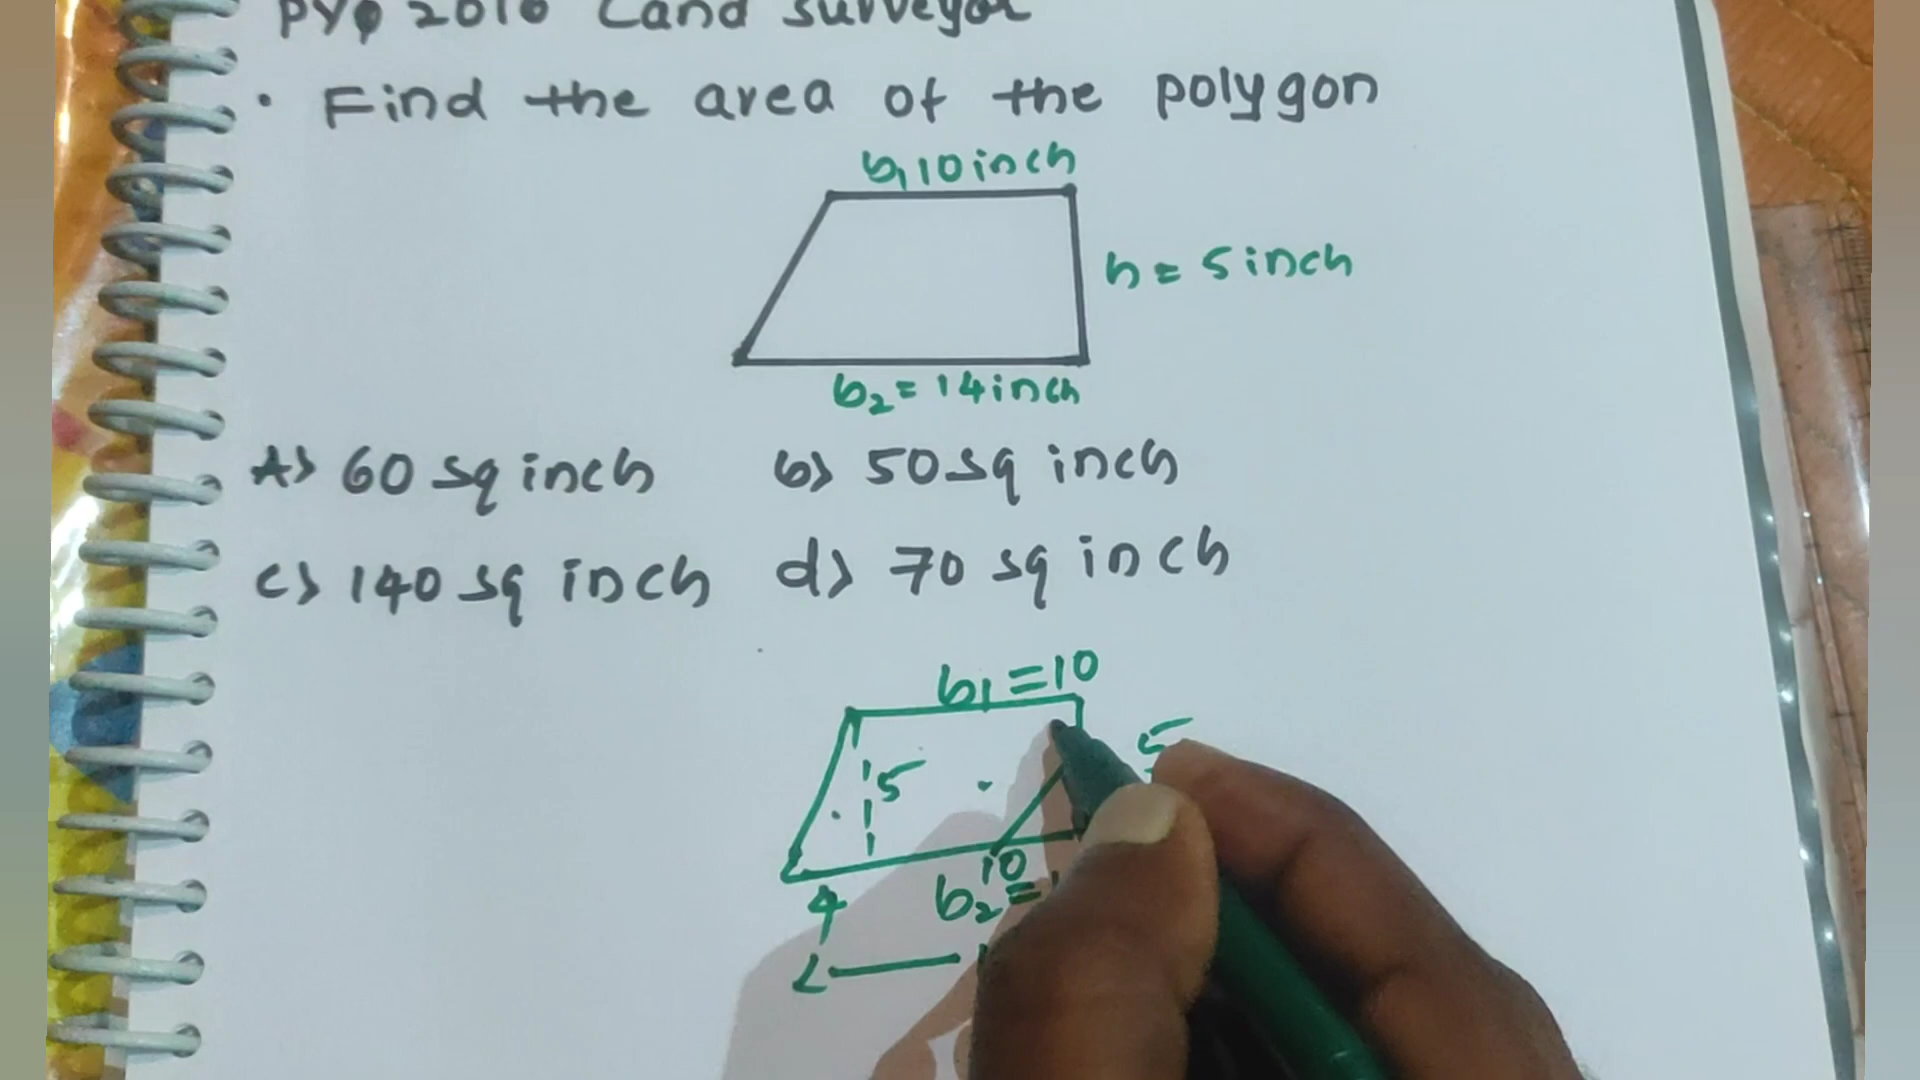 PYQ 2016 Land surveyor
• Find the area of the polygon
b1 10 inch
h = 5 inch
b2 = 14 inch
A) 60 sq inch b) 50 sq inch
c) 140 sq inch d) 70 sq inch
b1 = 10
5
5
10
4 b2 =